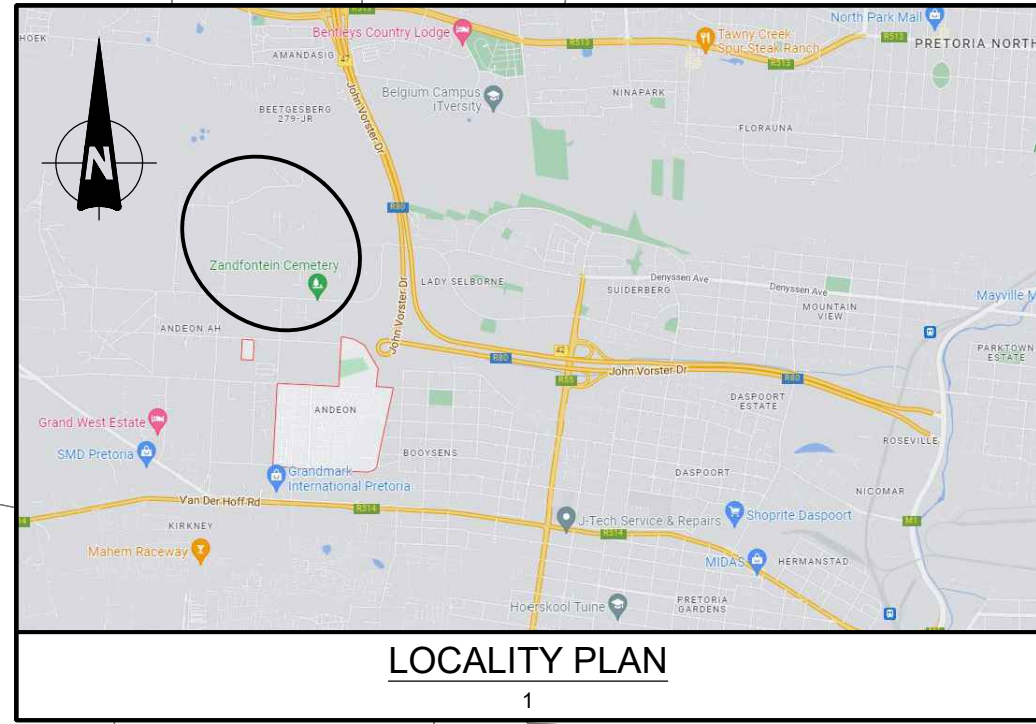 R513
HOEK
AMANDASIG
Bentleys Country Lodge
47
R513
Tawny Creek
Spur Steak Ranch
R513
North Park Mall
R513
PRETORIA NORTH
N
BEETGESBERG
279-JR
John Vorster Dr
Belgium Campus
iTversity
NINAPARK
FLORAUNA
R80
Zandfontein Cemetery
LADY SELBORNE
John Vorster Dr
SUIDERBERG
Denyssen Ave
Denyssen Ave
MOUNTAIN
VIEW
Mayville M
ANDEON AH
R80
42
PARKTOWN
ESTATE
R55
John Vorster Dr
R80
DASPOORT
ESTATE
ANDEON
Grand West Estate
SMD Pretoria
BOOYSENS
ROSEVILLE
Grandmark
International Pretoria
DASPOORT
NICOMAR
Van Der Hoff Rd
R514
KIRKNEY
J-Tech Service & Repairs
R514
Shoprite Daspoort
M1
Mahem Raceway
MIDAS
HERMANSTAD
Hoërskool Tuine
PRETORIA
GARDENS
LOCALITY PLAN
1